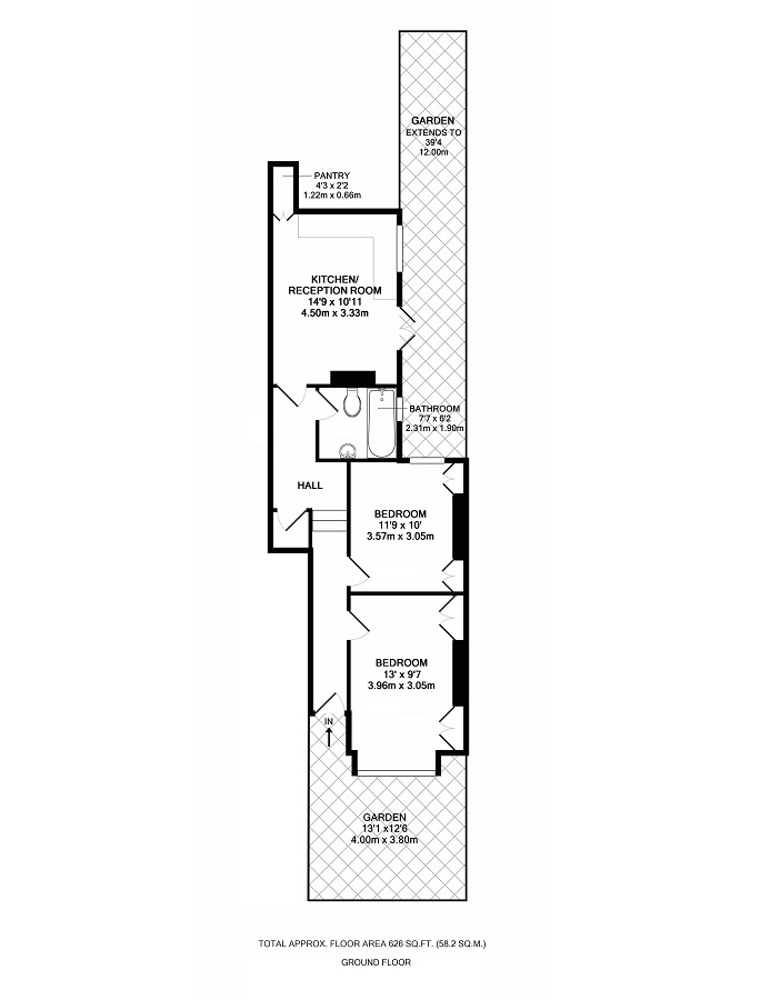 GARDEN
EXTENDS TO
39'4
12.00m
PANTRY
4'3 x 2'2
1.22m x 0.66m
KITCHEN/
RECEPTION ROOM
14'9 x 10'11
4.50m x 3.33m
BATHROOM
7'7 x 6'2
2.31m x 1.90m
HALL
BEDROOM
11'9 x 10'
3.57m x 3.05m
BEDROOM
13' x 9'7
3.96m x 3.05m
IN
GARDEN
13'1 x12'6
4.00m x 3.80m
TOTAL APPROX. FLOOR AREA 626 SQ.FT. (58.2 SQ.M.)
GROUND FLOOR